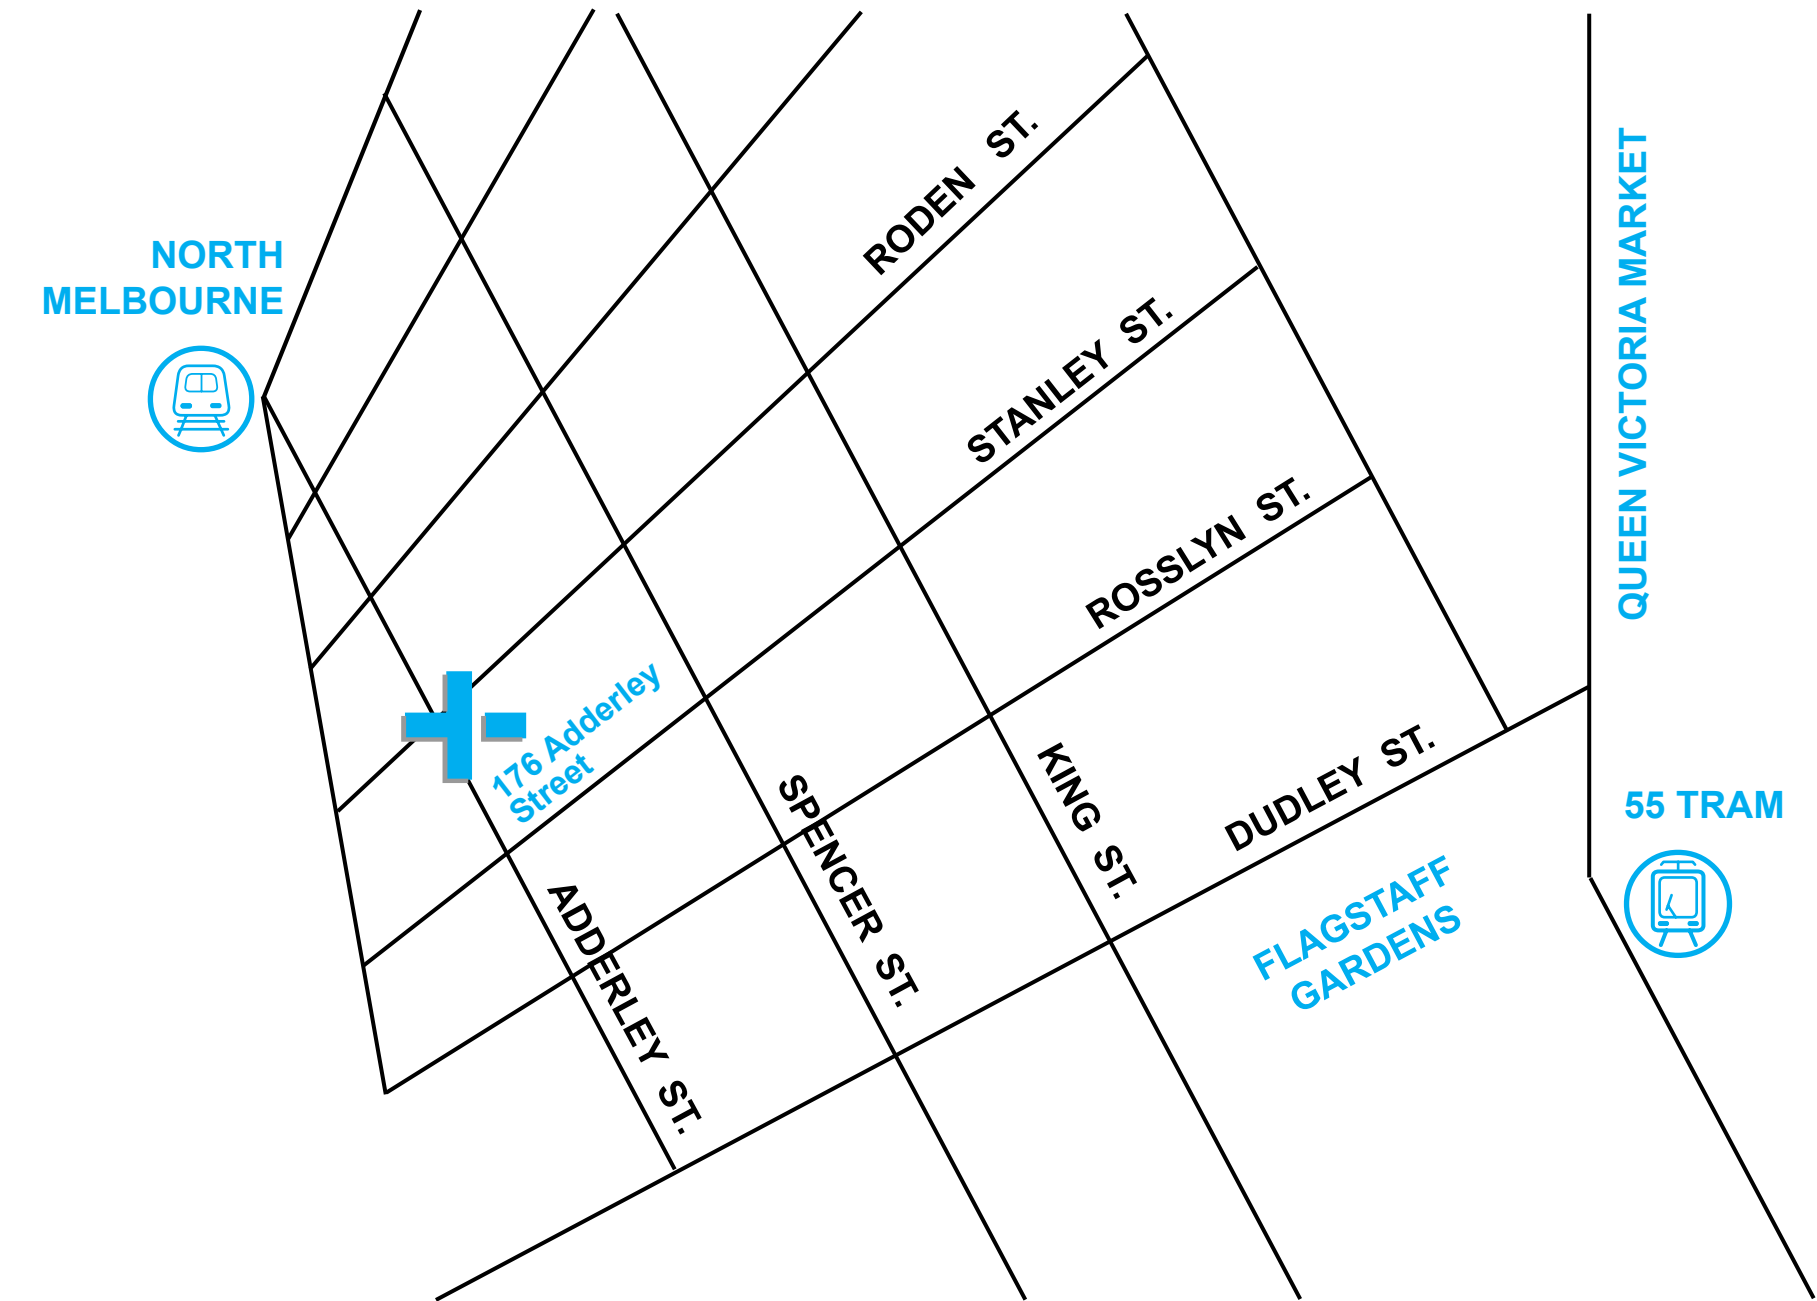 RODEN ST.
QUEEN VICTORIA MARKET
NORTH
MELBOURNE
STANLEY ST.
ROSSLYN ST.
176 Adderley
Street
KING ST.
DUDLEY ST.
SPENCER ST.
55 TRAM
ADDERLEY ST.
FLAGSTAFF
GARDENS